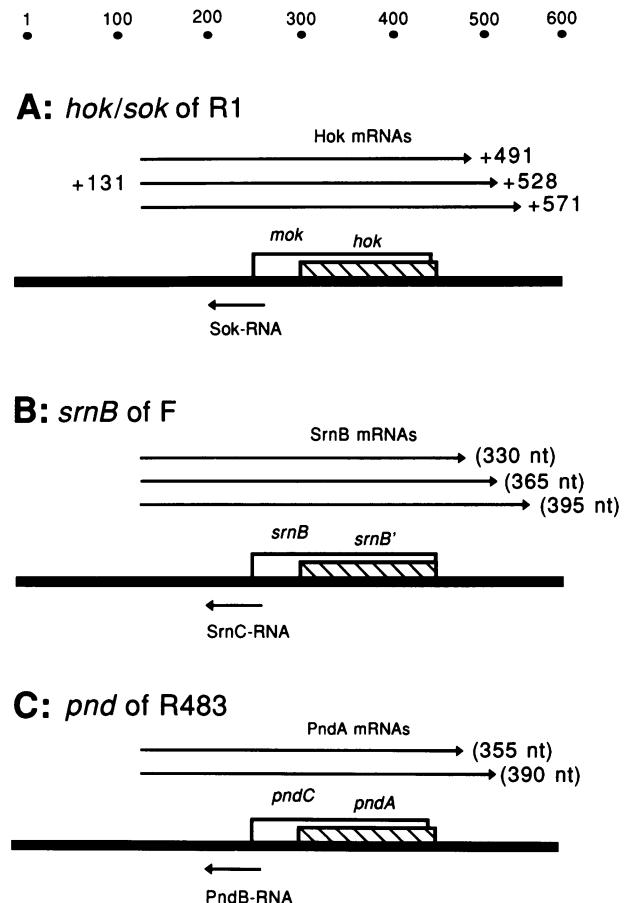 1 100 200 300 400 500 600
A: hok/sok of R1
Hok mRNAs
+491
+131
+528
+571
mok
hok
Sok-RNA
B: srnB of F
SrnB mRNAs
(330 nt)
(365 nt)
(395 nt)
srnB
srnB'
SrnC-RNA
C: pnd of R483
PndA mRNAs
(355 nt)
(390 nt)
pndC
pndA
PndB-RNA